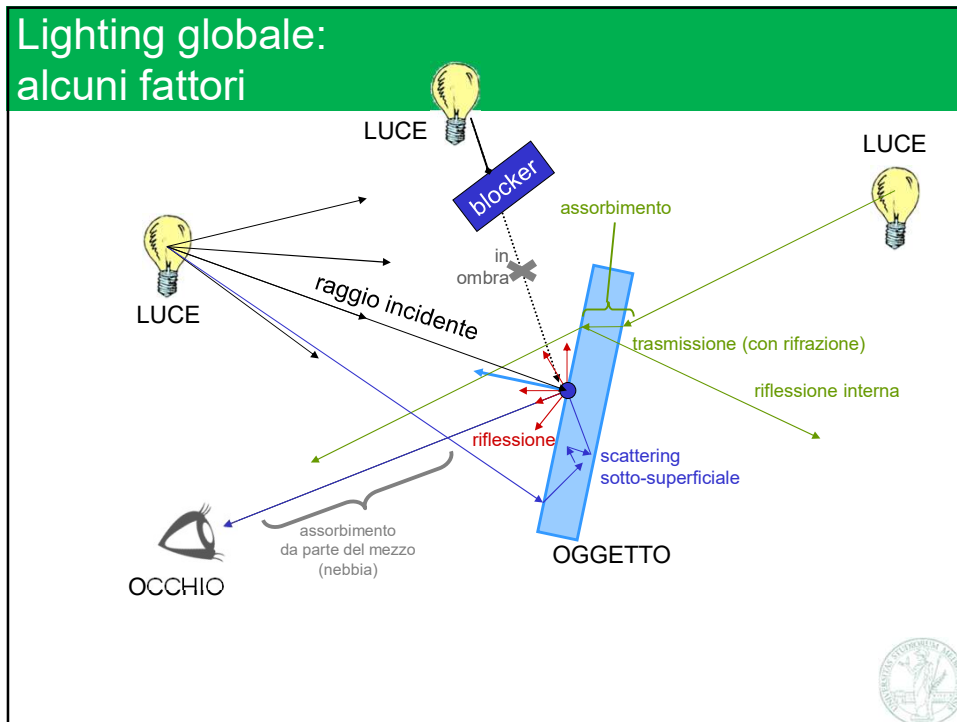 Lighting globale:
alcuni fattori
LUCE
LUCE
blocker
assorbimento
in
ombra
LUCE
raggio incidente
trasmissione (con rifrazione)
riflessione interna
riflessione
scattering
sotto-superficiale
assorbimento
da parte del mezzo
(nebbia)
OGGETTO
OCCHIO